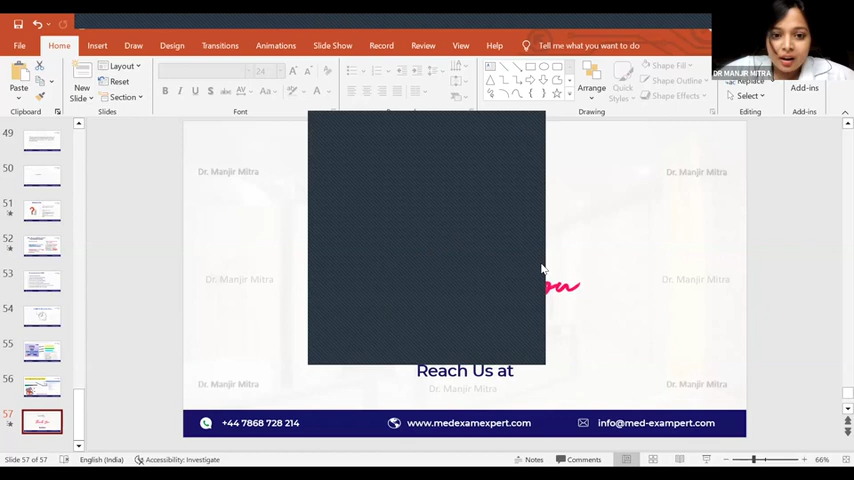 File Home Insert Draw Design Transitions Animations Slide Show Record Review View Help Tell me what you want to do
DR MANJIR MITRA
Paste
New
Slide
Layout
Reset
Section
24
Replace
Select
Arrange
Quick
Styles
Shape Fill
Shape Outline
Shape Effects
Add-ins
Clipboard
Slides
Font
Paragraph
Drawing
Editing
Add-ins
49
50
51
52
53
54
55
56
57
Dr. Manjir Mitra
Dr. Manjir Mitra
Dr. Manjir Mitra
Dr. Manjir Mitra
Reach Us at
Dr. Manjir Mitra
Dr. Manjir Mitra
Dr. Manjir Mitra
+44 7868 728 214
www.medexamexpert.com
info@med-exampert.com
Slide 57 of 57 English (India) Accessibility: Investigate Notes Comments 66%